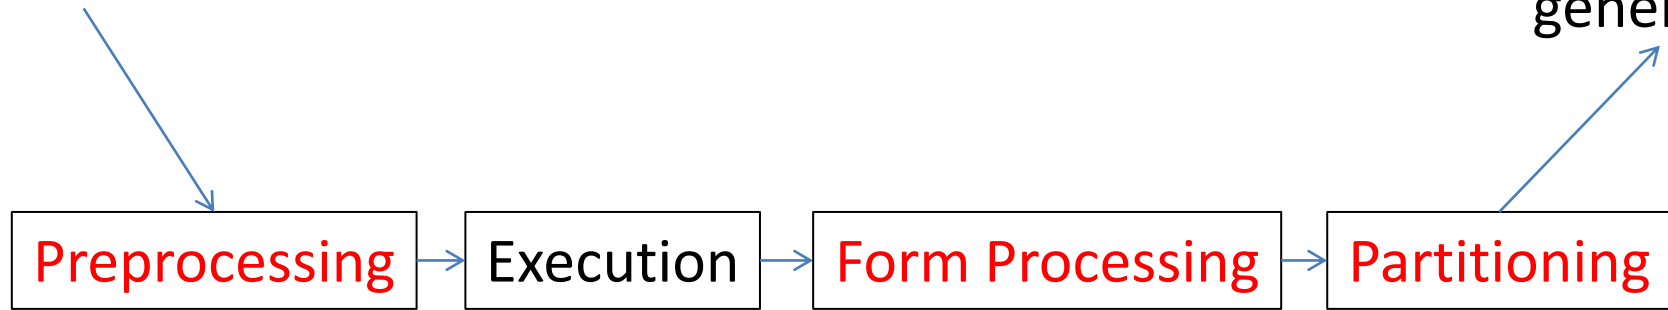 Preprocessing
Execution
Form Processing
Partitioning